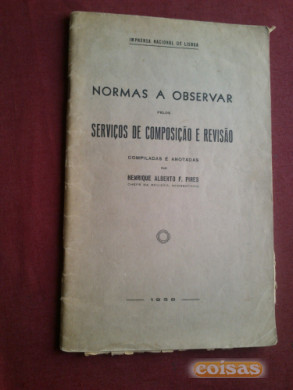 IMPRENSA NACIONAL DE LISBOA
NORMAS A OBSERVAR
PELOS
SERVIÇOS DE COMPOSIÇÃO E REVISÃO
COMPILADAS E ANOTADAS
POR
HENRIQUE ALBERTO F. PIRES
coisas